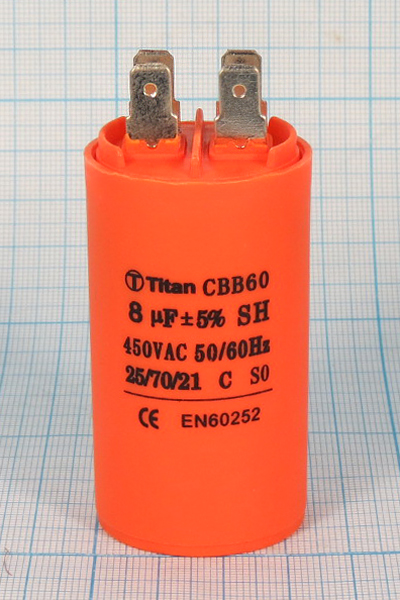 Titan CBB60
8 µF ±5% SH
450VAC 50/60Hz
25/70/21 C S0
CE EN60252